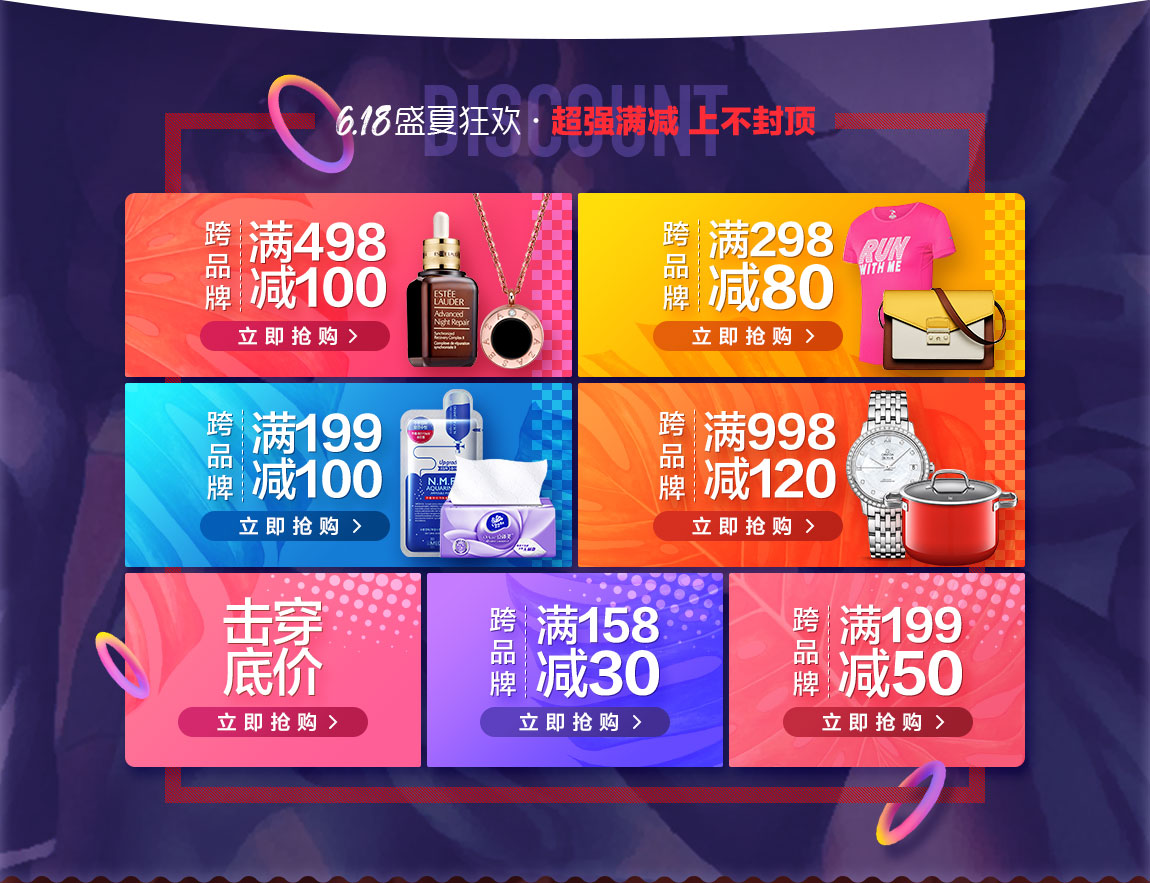 DISCOUNT
6.18盛夏狂欢·超强满减 上不封顶
跨品牌
满498
减100
立即抢购 >
ESTĒE
LAUDER
Advanced
Night Repair
跨品牌
满298
减80
立即抢购 >
RUN
WITH ME
跨品牌
满199
减100
立即抢购 >
跨品牌
满998
减120
立即抢购 >
击穿
底价
立即抢购 >
跨品牌
满158
减30
立即抢购 >
跨品牌
满199
减50
立即抢购 >